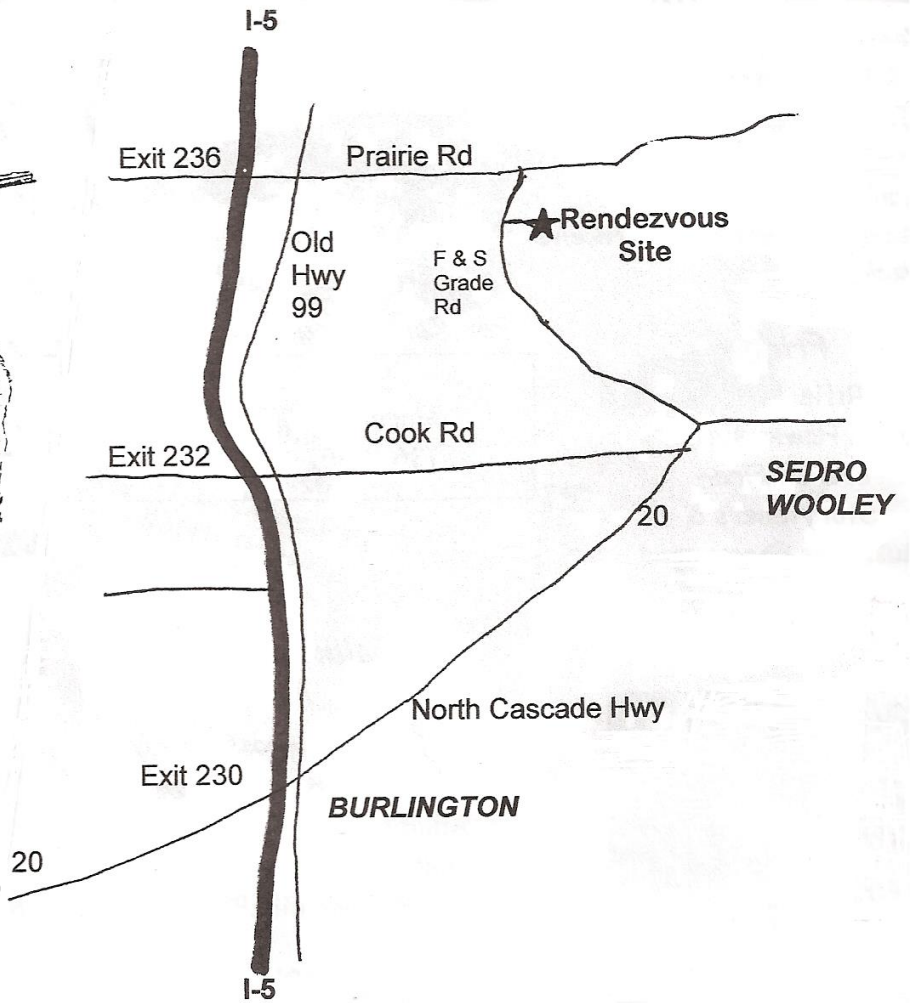 I-5
Exit 236
Prairie Rd
Rendezvous
Site
Old
Hwy
99
F & S
Grade
Rd
Cook Rd
Exit 232
SEDRO
WOOLEY
20
North Cascade Hwy
Exit 230
BURLINGTON
20
I-5